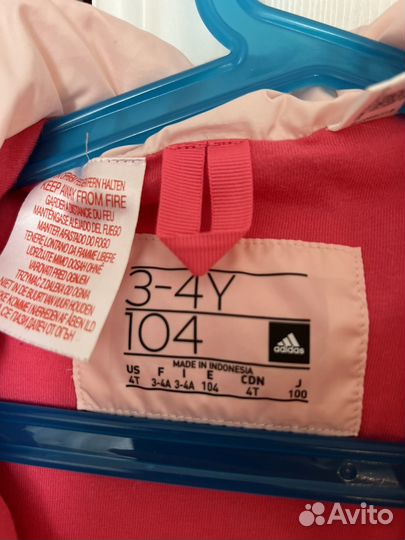 KEEP AWAY FROM FIRE
GARDER A DISTANCE DU FEU
MANTENGASE ALEJADO DEL FUEGO
MANTER AFASTADO DO FOGO
TENERE LONTANO DA FIAMME LIBERE
3-4Y
104
adidas
MADE IN INDONESIA
US F I E CDN J
4T 3-4A 3-4A 104 4T 100
Avito